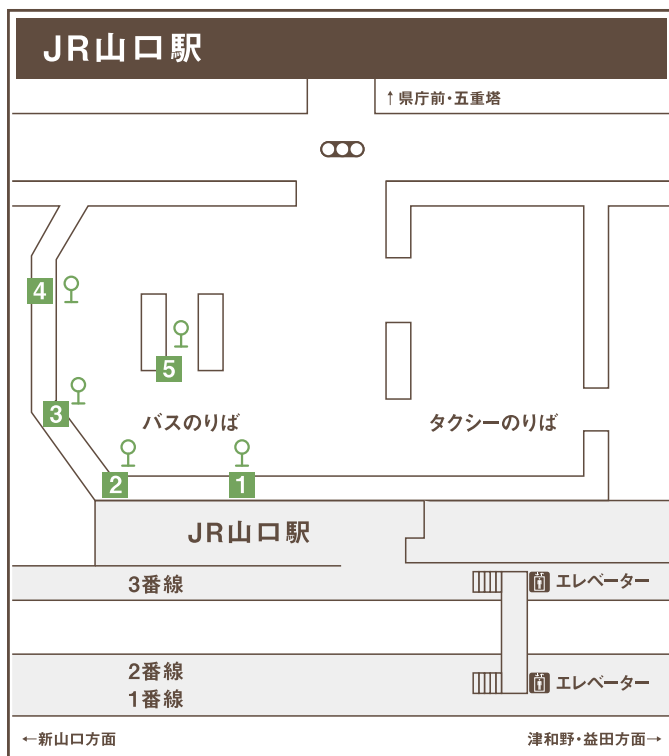 JR山口駅
↑県庁前・五重塔
4
5
3
バスのりば
タクシーのりば
2
1
JR山口駅
3番線
エレベーター
2番線
エレベーター
1番線
←新山口方面
津和野・益田方面→